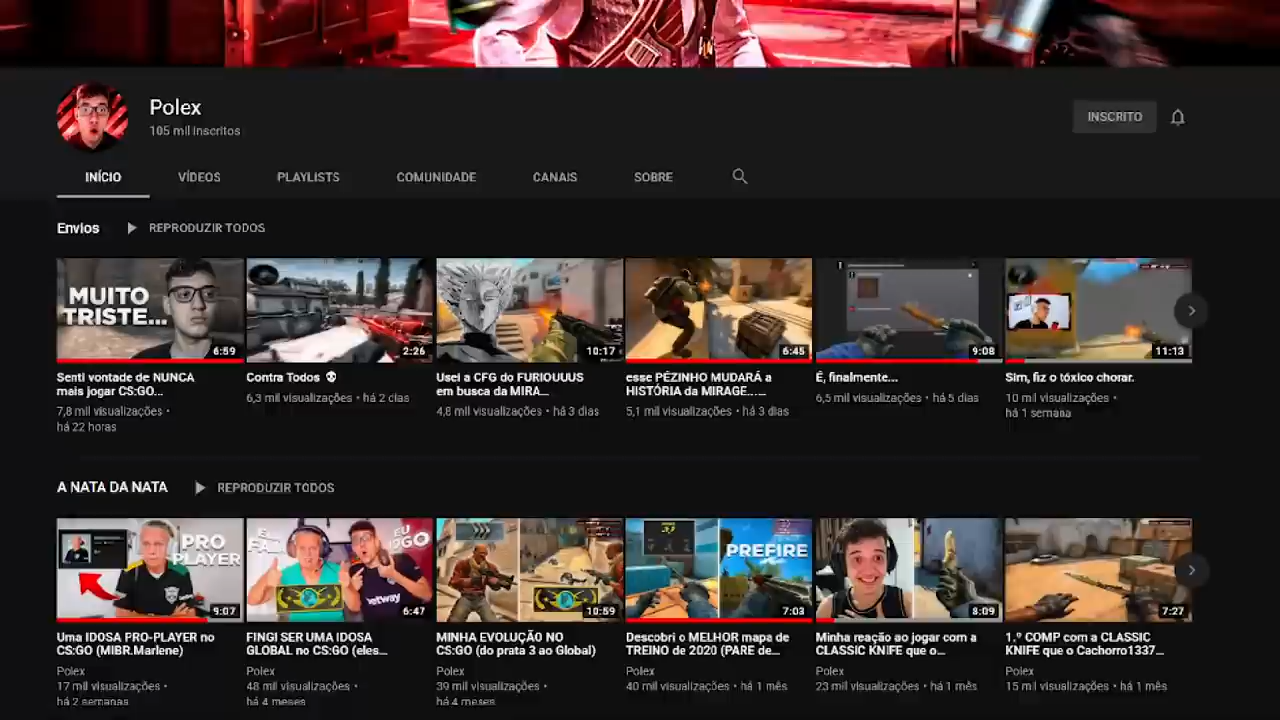 Polex
105 mil inscritos
INSCRITO
INÍCIO VÍDEOS PLAYLISTS COMUNIDADE CANAIS SOBRE
Envios REPRODUZIR TODOS
MUITO
TRISTE...
6:59 2:26 10:17 6:45 9:08 11:13
Senti vontade de NUNCA
mais jogar CS:GO...
7,8 mil visualizações •
há 22 horas
Contra Todos 💀
6,3 mil visualizações • há 2 dias
Usei a CFG do FURIOUUUS
em busca da MIRA...
4,8 mil visualizações • há 3 dias
esse PÉZINHO MUDARÁ a
HISTÓRIA da MIRAGE......
5,1 mil visualizações • há 3 dias
É, finalmente...
6,5 mil visualizações • há 5 dias
Sim, fiz o tóxico chorar.
10 mil visualizações •
há 1 semana
A NATA DA NATA REPRODUZIR TODOS
PRO
PLAYER
9:07
EU
betway
6:47
10:59
PREFIRE
7:03
8:09
7:27
Uma IDOSA PRO-PLAYER no
CS:GO (MIBR.Marlene)
Polex
17 mil visualizações •
há 2 semanas
FINGI SER UMA IDOSA
GLOBAL no CS:GO (eles...
Polex
48 mil visualizações •
há 4 meses
MINHA EVOLUÇÃO NO
CS:GO (do prata 3 ao Global)
Polex
39 mil visualizações •
há 4 meses
Descobri o MELHOR mapa de
TREINO de 2020 (PARE de...
Polex
40 mil visualizações • há 1 mês
Minha reação ao jogar com a
CLASSIC KNIFE que o...
Polex
23 mil visualizações • há 1 mês
1.º COMP com a CLASSIC
KNIFE que o Cachorro1337...
Polex
15 mil visualizações • há 1 mês